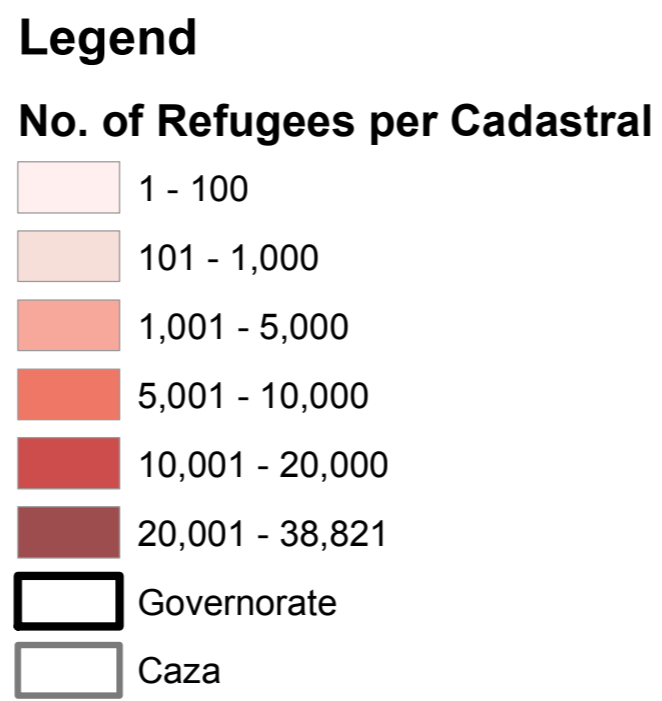 Legend
No. of Refugees per Cadastral
1 - 100
101 - 1,000
1,001 - 5,000
5,001 - 10,000
10,001 - 20,000
20,001 - 38,821
Governorate
Caza